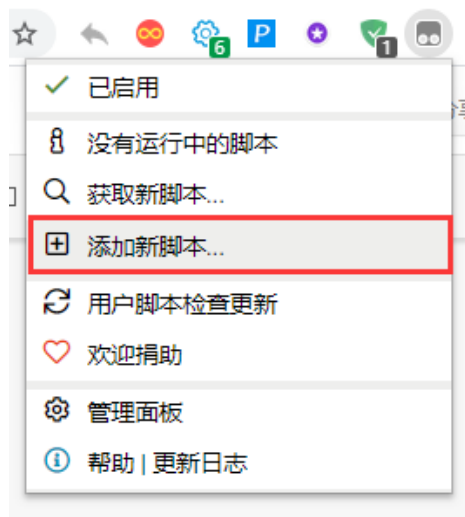 6
P
1
已启用
没有运行中的脚本
获取新脚本...
添加新脚本...
用户脚本检查更新
欢迎捐助
管理面板
帮助 | 更新日志